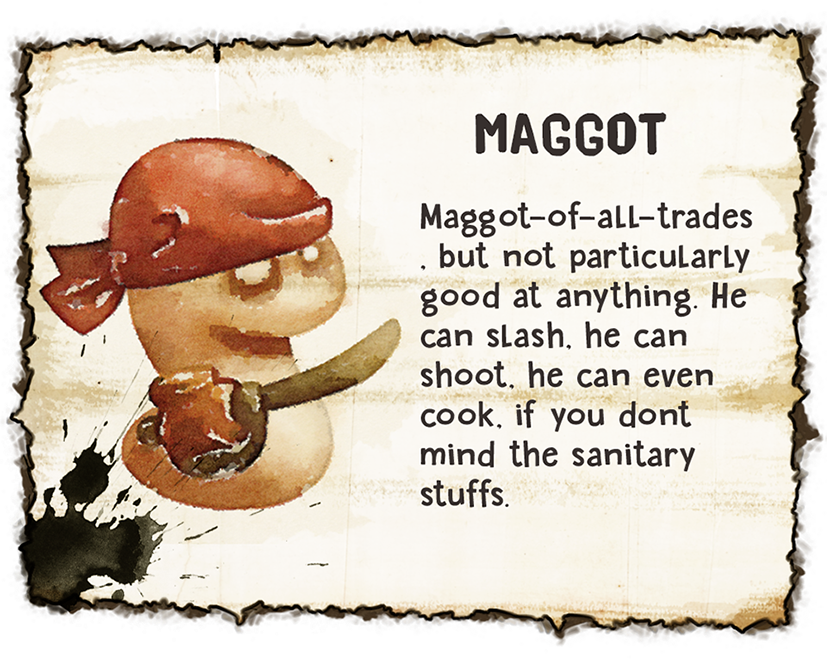 MAGGOT
Maggot-of-all-trades
, but not particularly
good at anything. He
can slash, he can
shoot, he can even
cook, if you dont
mind the sanitary
stuffs.